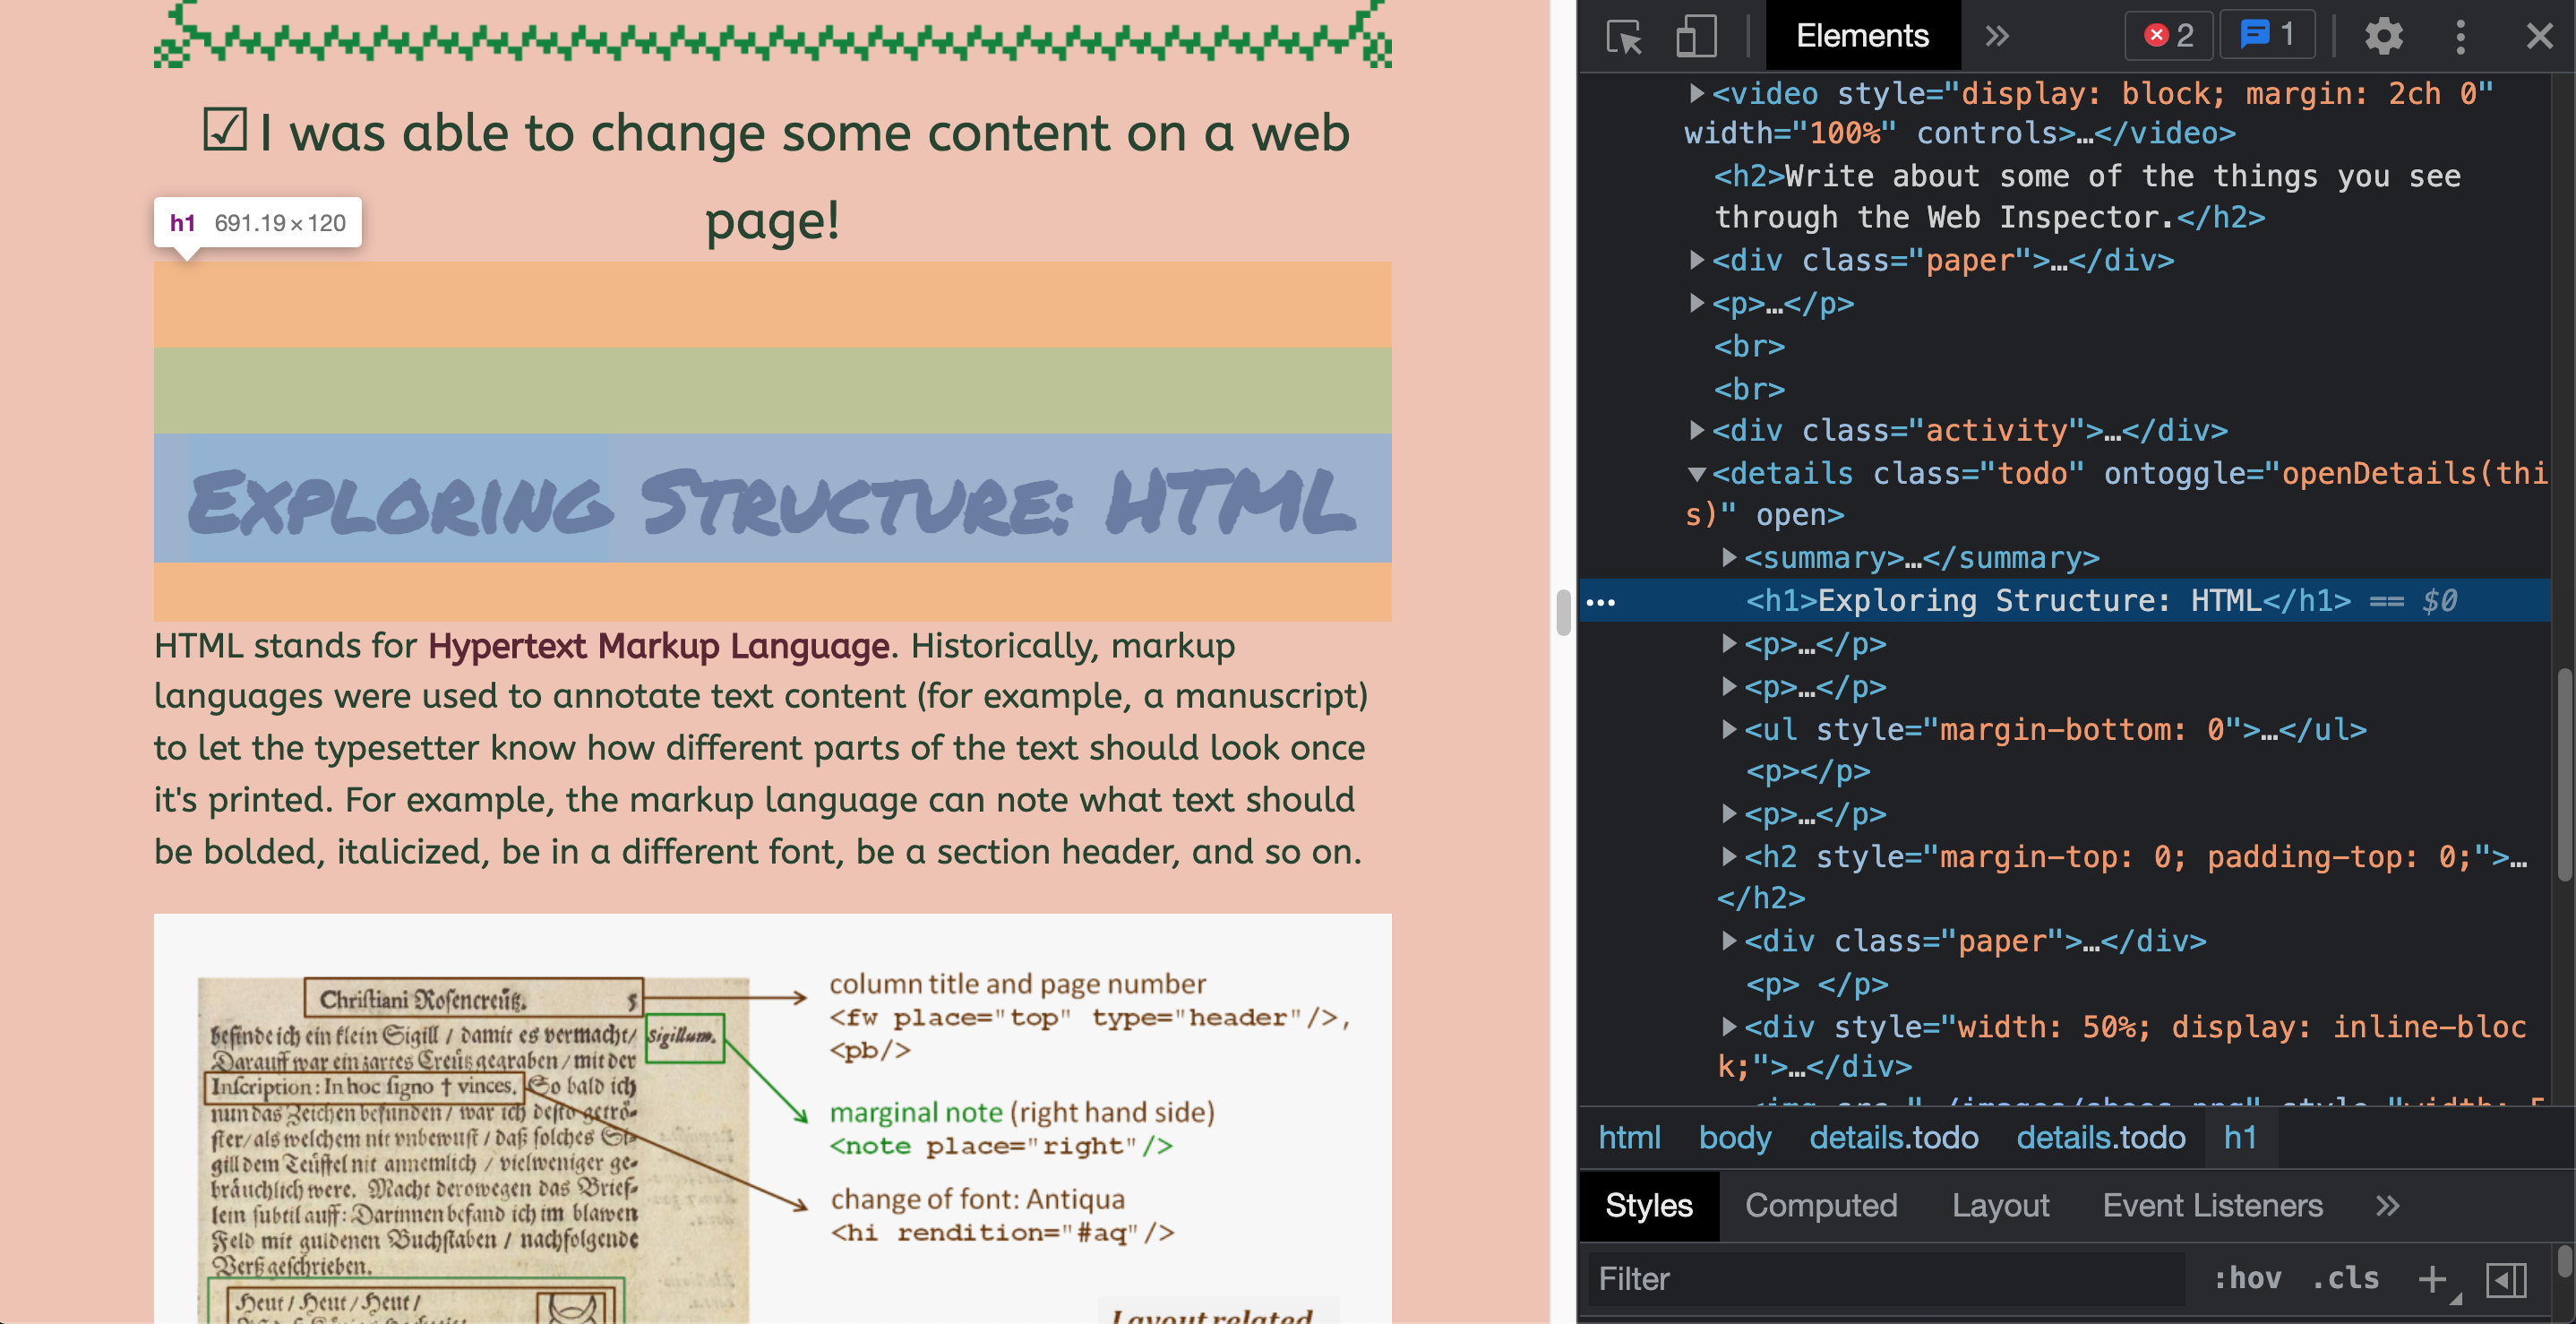 ☑ I was able to change some content on a web
page!
h1 691.19 × 120
Exploring Structure: HTML
HTML stands for Hypertext Markup Language. Historically, markup
languages were used to annotate text content (for example, a manuscript)
to let the typesetter know how different parts of the text should look once
it's printed. For example, the markup language can note what text should
be bolded, italicized, be in a different font, be a section header, and so on.
Christiani Rosencreütz. 5
befinde ich ein klein Sigill / damit es vermacht/
Sigillum.
Darauff war ein zartes Creütz gegraben / mit der
Inscription: In hoc signo † vinces. So bald ich
nun das Zeichen befunden / war ich desto getrö-
ster/als welchem nit vnbewust / daß solches Si-
gill dem Teüffel nit annemlich / vielweniger ge-
bräuchlich were. Macht derowegen das Brief-
lein subtil auff: Darinnen befand ich im blawen
Feld mit guldenen Buchstaben / nachfolgende
Verß geschrieben.
Heut / Heut / Heut /
column title and page number
<fw place="top" type="header"/>,
<pb/>
marginal note (right hand side)
<note place="right"/>
change of font: Antiqua
<hi rendition="#aq"/>
Layout related
Elements » 2 1
<video style="display: block; margin: 2ch 0"
width="100%" controls>…</video>
<h2>Write about some of the things you see
through the Web Inspector.</h2>
<div class="paper">…</div>
<p>…</p>
<br>
<br>
<div class="activity">…</div>
<details class="todo" ontoggle="openDetails(thi
s)" open>
<summary>…</summary>
<h1>Exploring Structure: HTML</h1> == $0
<p>…</p>
<p>…</p>
<ul style="margin-bottom: 0">…</ul>
<p></p>
<p>…</p>
<h2 style="margin-top: 0; padding-top: 0;">…
</h2>
<div class="paper">…</div>
<p> </p>
<div style="width: 50%; display: inline-bloc
k;">…</div>
html body details.todo details.todo h1
Styles Computed Layout Event Listeners »
Filter :hov .cls +